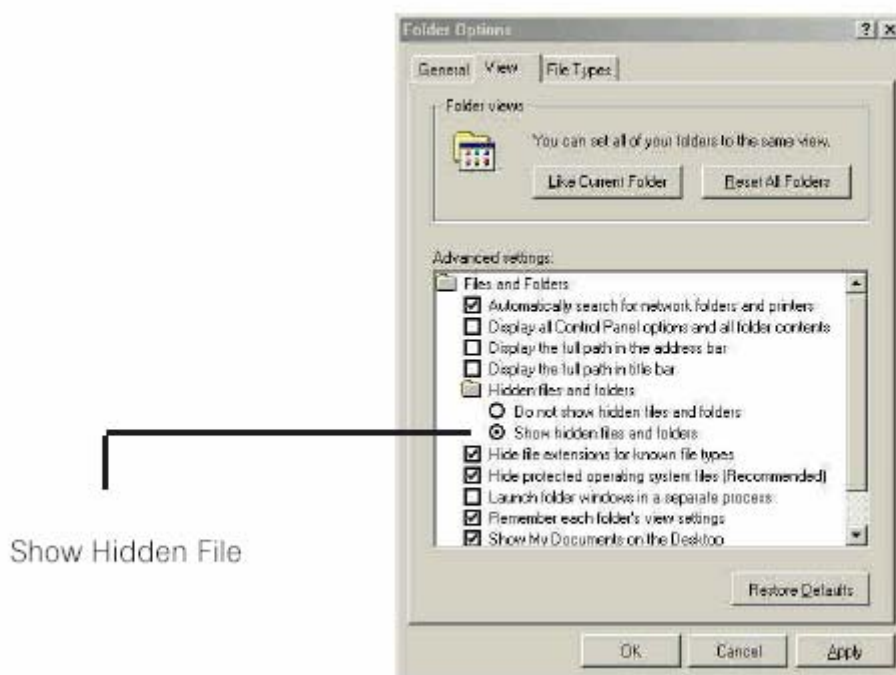 Folder Options
General View File Types
Folder views
You can set all of your folders to the same view.
Like Current Folder Reset All Folders
Advanced settings:
Files and Folders
Automatically search for network folders and printers
Display all Control Panel options and all folder contents
Display the full path in the address bar
Display the full path in title bar
Hidden files and folders
Do not show hidden files and folders
Show hidden files and folders
Hide file extensions for known file types
Hide protected operating system files (Recommended)
Launch folder windows in a separate process
Remember each folder's view settings
Show My Documents on the Desktop
Restore Defaults
OK Cancel Apply
Show Hidden File